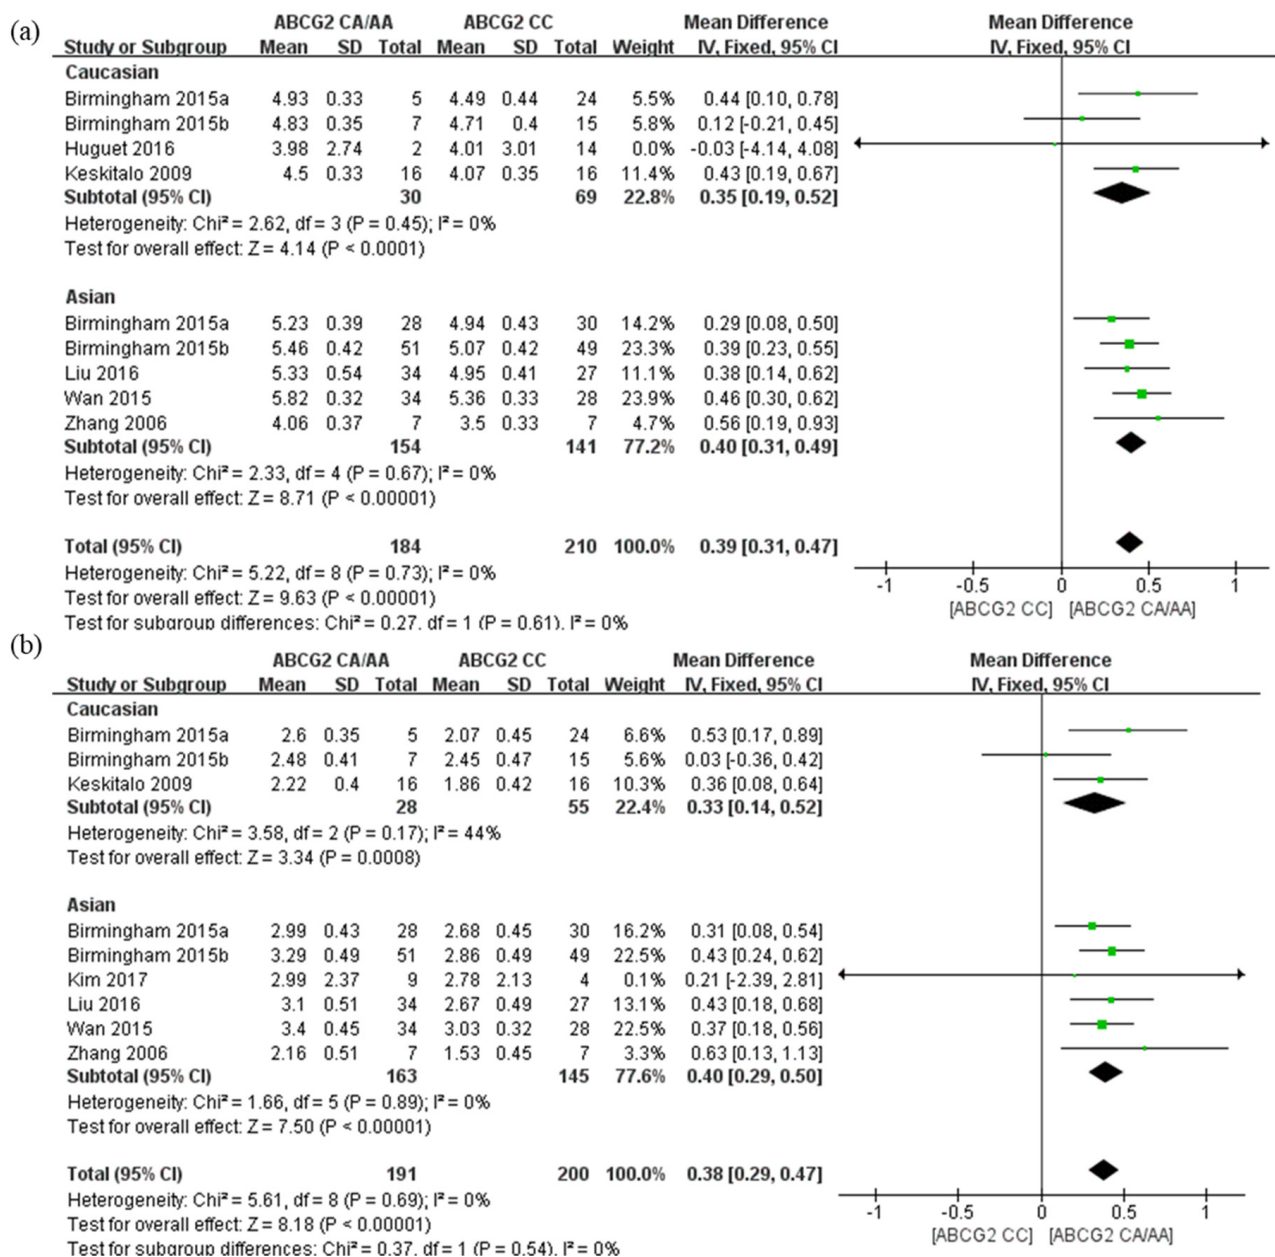 (a)
ABCG2 CA/AA ABCG2 CC Mean Difference Mean Difference
Study or Subgroup Mean SD Total Mean SD Total Weight IV, Fixed, 95% CI IV, Fixed, 95% CI
Caucasian
Birmingham 2015a 4.93 0.33 5 4.49 0.44 24 5.5% 0.44 [0.10, 0.78]
Birmingham 2015b 4.83 0.35 7 4.71 0.4 15 5.8% 0.12 [-0.21, 0.45]
Huguet 2016 3.98 2.74 2 4.01 3.01 14 0.0% -0.03 [-4.14, 4.08]
Keskitalo 2009 4.5 0.33 16 4.07 0.35 16 11.4% 0.43 [0.19, 0.67]
Subtotal (95% CI) 30 69 22.8% 0.35 [0.19, 0.52]
Heterogeneity: Chi² = 2.62, df = 3 (P = 0.45); I² = 0%
Test for overall effect: Z = 4.14 (P < 0.0001)
Asian
Birmingham 2015a 5.23 0.39 28 4.94 0.43 30 14.2% 0.29 [0.08, 0.50]
Birmingham 2015b 5.46 0.42 51 5.07 0.42 49 23.3% 0.39 [0.23, 0.55]
Liu 2016 5.33 0.54 34 4.95 0.41 27 11.1% 0.38 [0.14, 0.62]
Wan 2015 5.82 0.32 34 5.36 0.33 28 23.9% 0.46 [0.30, 0.62]
Zhang 2006 4.06 0.37 7 3.5 0.33 7 4.7% 0.56 [0.19, 0.93]
Subtotal (95% CI) 154 141 77.2% 0.40 [0.31, 0.49]
Heterogeneity: Chi² = 2.33, df = 4 (P = 0.67); I² = 0%
Test for overall effect: Z = 8.71 (P < 0.00001)
Total (95% CI) 184 210 100.0% 0.39 [0.31, 0.47]
Heterogeneity: Chi² = 5.22, df = 8 (P = 0.73); I² = 0%
Test for overall effect: Z = 9.63 (P < 0.00001)
Test for subgroup differences: Chi² = 0.27, df = 1 (P = 0.61), I² = 0%
-1 -0.5 0 0.5 1
[ABCG2 CC] [ABCG2 CA/AA]
(b)
ABCG2 CA/AA ABCG2 CC Mean Difference Mean Difference
Study or Subgroup Mean SD Total Mean SD Total Weight IV, Fixed, 95% CI IV, Fixed, 95% CI
Caucasian
Birmingham 2015a 2.6 0.35 5 2.07 0.45 24 6.6% 0.53 [0.17, 0.89]
Birmingham 2015b 2.48 0.41 7 2.45 0.47 15 5.6% 0.03 [-0.36, 0.42]
Keskitalo 2009 2.22 0.4 16 1.86 0.42 16 10.3% 0.36 [0.08, 0.64]
Subtotal (95% CI) 28 55 22.4% 0.33 [0.14, 0.52]
Heterogeneity: Chi² = 3.58, df = 2 (P = 0.17); I² = 44%
Test for overall effect: Z = 3.34 (P = 0.0008)
Asian
Birmingham 2015a 2.99 0.43 28 2.68 0.45 30 16.2% 0.31 [0.08, 0.54]
Birmingham 2015b 3.29 0.49 51 2.86 0.49 49 22.5% 0.43 [0.24, 0.62]
Kim 2017 2.99 2.37 9 2.78 2.13 4 0.1% 0.21 [-2.39, 2.81]
Liu 2016 3.1 0.51 34 2.67 0.49 27 13.1% 0.43 [0.18, 0.68]
Wan 2015 3.4 0.45 34 3.03 0.32 28 22.5% 0.37 [0.18, 0.56]
Zhang 2006 2.16 0.51 7 1.53 0.45 7 3.3% 0.63 [0.13, 1.13]
Subtotal (95% CI) 163 145 77.6% 0.40 [0.29, 0.50]
Heterogeneity: Chi² = 1.66, df = 5 (P = 0.89); I² = 0%
Test for overall effect: Z = 7.50 (P < 0.00001)
Total (95% CI) 191 200 100.0% 0.38 [0.29, 0.47]
Heterogeneity: Chi² = 5.61, df = 8 (P = 0.69); I² = 0%
Test for overall effect: Z = 8.18 (P < 0.00001)
Test for subgroup differences: Chi² = 0.37, df = 1 (P = 0.54), I² = 0%
-1 -0.5 0 0.5 1
[ABCG2 CC] [ABCG2 CA/AA]